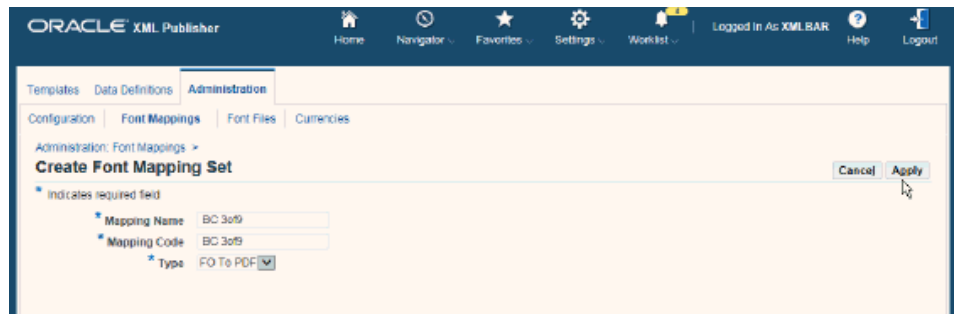 ORACLE XML Publisher
Home Navigator Favorites Settings Worklist Logged In As XMLBAR Help Logout
Templates Data Definitions Administration
Configuration Font Mappings Font Files Currencies
Administration: Font Mappings >
Create Font Mapping Set
Cancel Apply
* Indicates required field
* Mapping Name BC 3of9
* Mapping Code BC 3of9
* Type FO To PDF